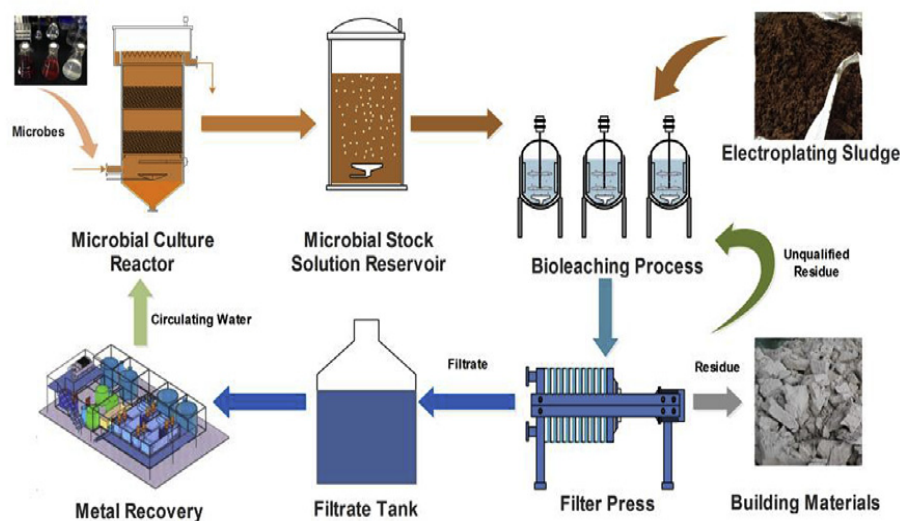 Microbes
Electroplating Sludge
Microbial Culture
Reactor
Microbial Stock
Solution Reservoir
Bioleaching Process
Unqualified
Residue
Circulating Water
Filtrate
Residue
Metal Recovery
Filtrate Tank
Filter Press
Building Materials